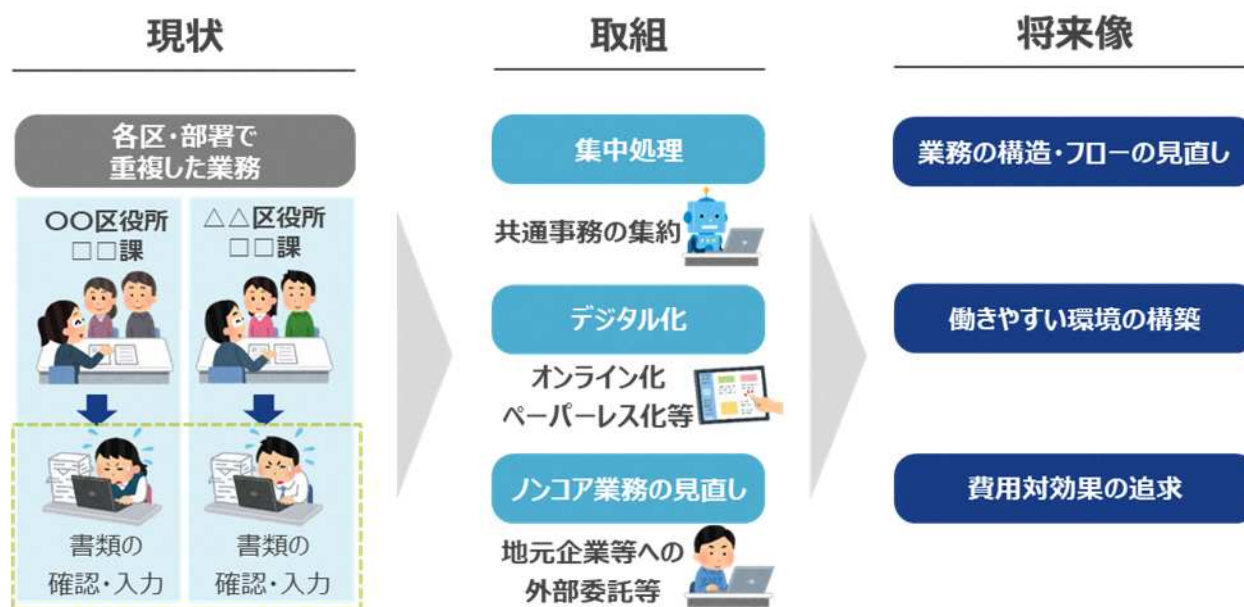 現状
各区・部署で
重複した業務
〇〇区役所
□□課
△△区役所
□□課
書類の
確認・入力
書類の
確認・入力
取組
集中処理
共通事務の集約
デジタル化
オンライン化
ペーパーレス化等
ノンコア業務の見直し
地元企業等への
外部委託等
将来像
業務の構造・フローの見直し
働きやすい環境の構築
費用対効果の追求